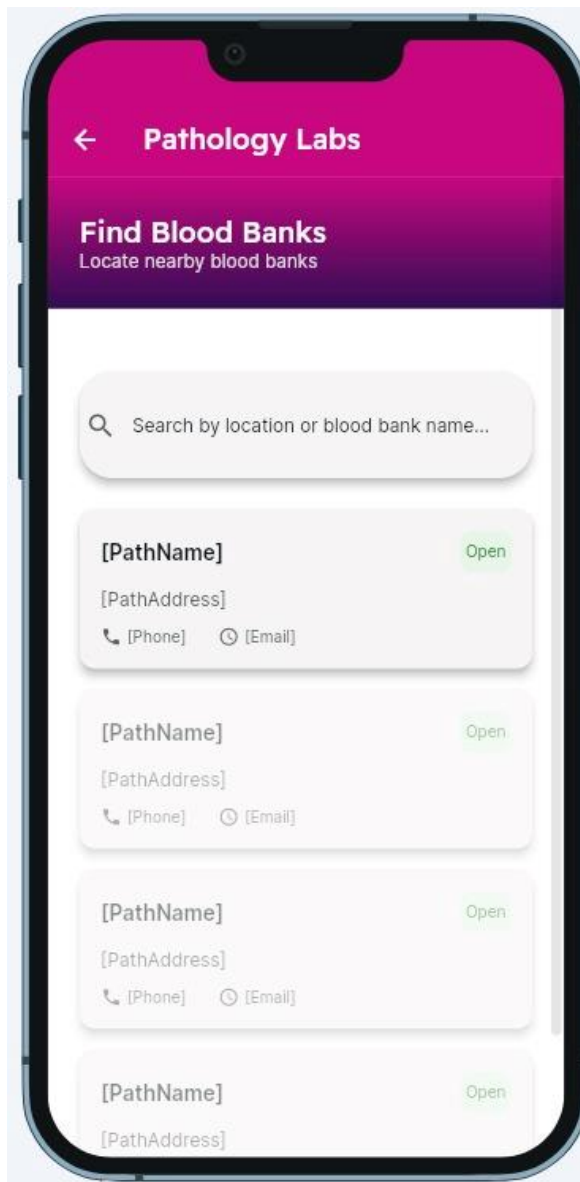 Pathology Labs
Find Blood Banks
Locate nearby blood banks
Search by location or blood bank name...
[PathName] Open
[PathAddress]
[Phone] [Email]
[PathName] Open
[PathAddress]
[Phone] [Email]
[PathName] Open
[PathAddress]
[Phone] [Email]
[PathName] Open
[PathAddress]